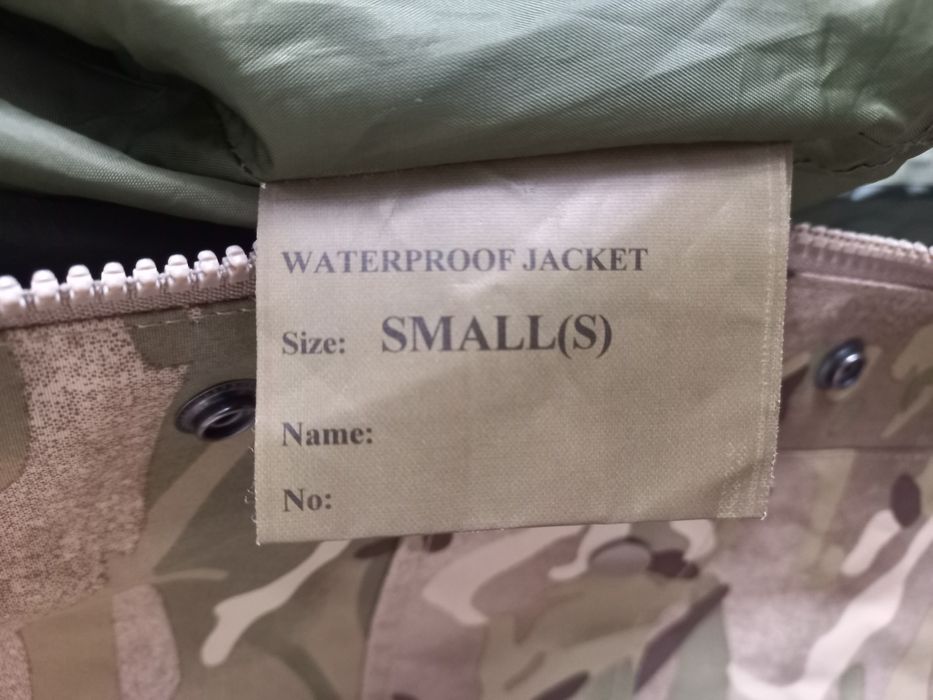 WATERPROOF JACKET
Size: SMALL(S)
Name:
No: